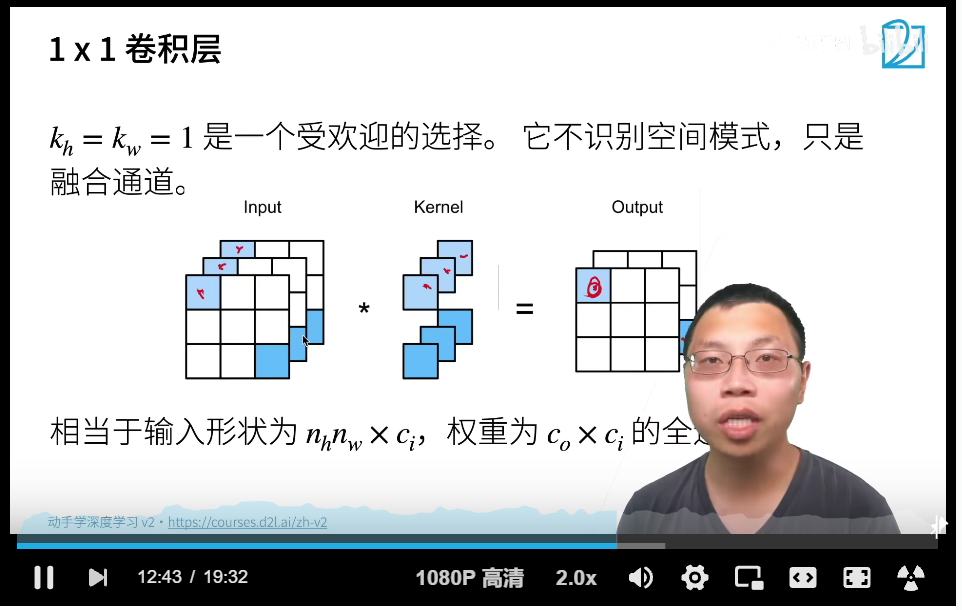 1 x 1 卷积层
k_h = k_w = 1 是一个受欢迎的选择。 它不识别空间模式，只是
融合通道。
Input Kernel Output
* =
相当于输入形状为 n_h n_w × c_i，权重为 c_o × c_i 的全
动手学深度学习 v2 · https://courses.d2l.ai/zh-v2
12:43 / 19:32 1080P 高清 2.0x